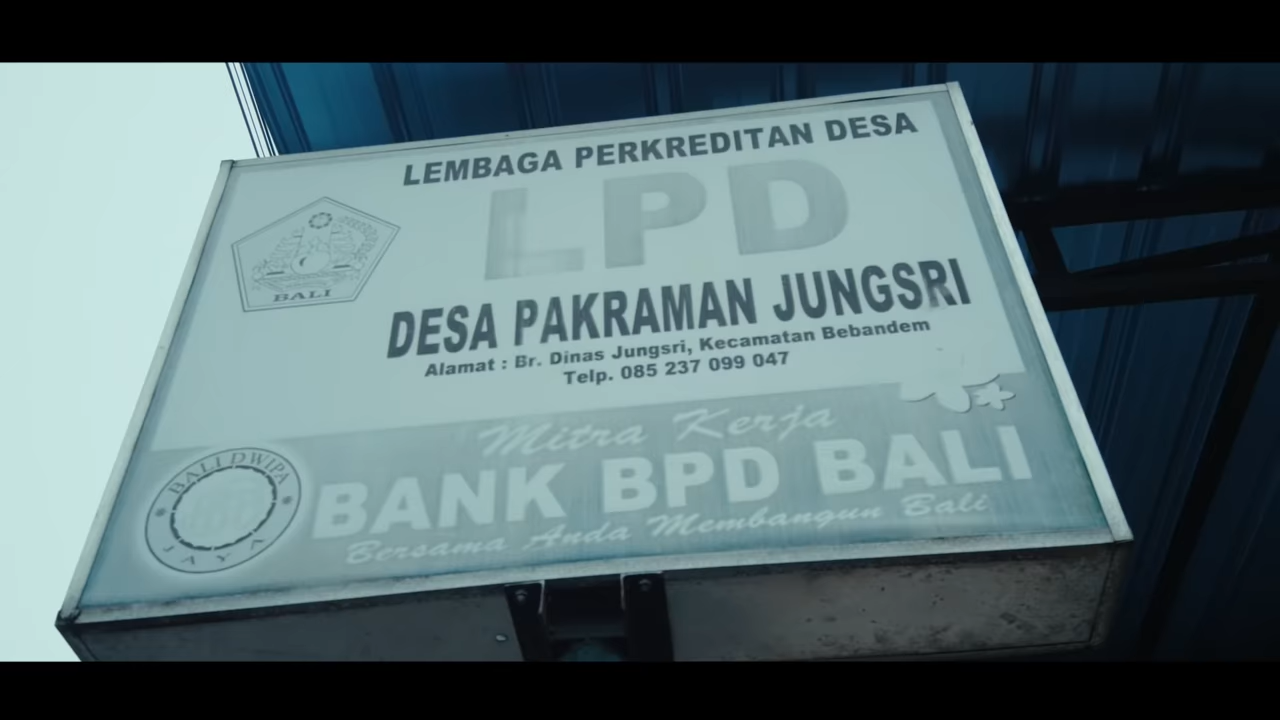 LEMBAGA PERKREDITAN DESA
LPD
BALI
DESA PAKRAMAN JUNGSRI
Alamat : Br. Dinas Jungsri, Kecamatan Bebandem
Telp. 085 237 099 047
Mitra Kerja
BANK BPD BALI
Bersama Anda Membangun Bali
BALI DWIPA
JAYA